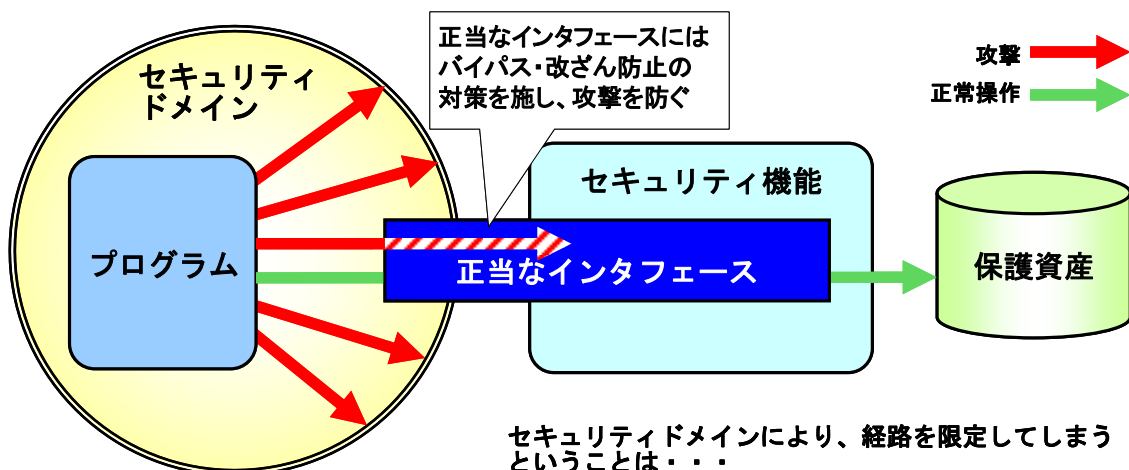 正当なインタフェースには
バイパス・改ざん防止の
対策を施し、攻撃を防ぐ
攻撃
正常操作
セキュリティ
ドメイン
セキュリティ機能
プログラム
正当なインタフェース
保護資産
セキュリティドメインにより、経路を限定してしまう
ということは・・・